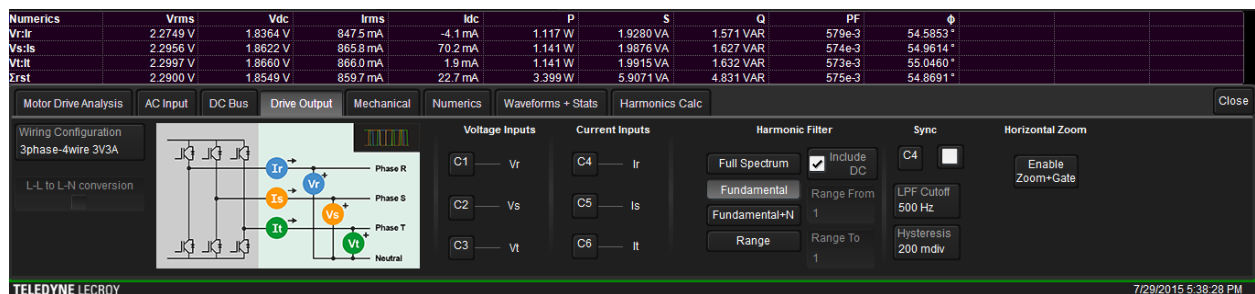 Numerics Vrms Vdc Irms Idc P S Q PF ϕ
Vr:Ir 2.2749 V 1.8364 V 847.5 mA -4.1 mA 1.117 W 1.9280 VA 1.571 VAR 579e-3 54.5853 °
Vs:Is 2.2956 V 1.8622 V 865.8 mA 70.2 mA 1.141 W 1.9876 VA 1.627 VAR 574e-3 54.9614 °
Vt:It 2.2997 V 1.8660 V 866.0 mA 1.9 mA 1.141 W 1.9915 VA 1.632 VAR 573e-3 55.0460 °
Σrst 2.2900 V 1.8549 V 859.7 mA 22.7 mA 3.399 W 5.9071 VA 4.831 VAR 575e-3 54.8691 °
Motor Drive Analysis AC Input DC Bus Drive Output Mechanical Numerics Waveforms + Stats Harmonics Calc Close
Wiring Configuration
3phase-4wire 3V3A
L-L to L-N conversion
Ir
Vr
Phase R
Is
Vs
Phase S
It
Vt
Phase T
Neutral
Voltage Inputs
C1 Vr
C2 Vs
C3 Vt
Current Inputs
C4 Ir
C5 Is
C6 It
Harmonic Filter
Full Spectrum
Fundamental
Fundamental+N
Range
Include
DC
Range From
1
Range To
1
Sync
C4
LPF Cutoff
500 Hz
Hysteresis
200 mdiv
Horizontal Zoom
Enable
Zoom+Gate
TELEDYNE LECROY 7/29/2015 5:38:28 PM